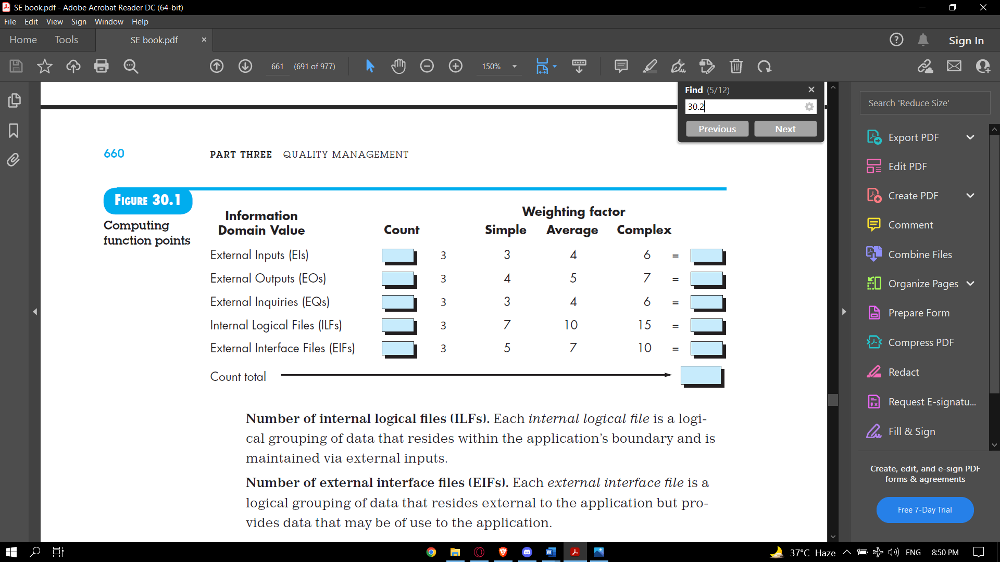 SE book.pdf - Adobe Acrobat Reader DC (64-bit)
File Edit View Sign Window Help
Home Tools SE book.pdf × Sign In
661 (691 of 977) 150%
Find (5/12)
30.2
Previous Next
660 PART THREE QUALITY MANAGEMENT
FIGURE 30.1
Computing
function points
Information
Domain Value Count
Weighting factor
Simple Average Complex
External Inputs (EIs) 3 3 4 6 =
External Outputs (EOs) 3 4 5 7 =
External Inquiries (EQs) 3 3 4 6 =
Internal Logical Files (ILFs) 3 7 10 15 =
External Interface Files (EIFs) 3 5 7 10 =
Count total
Number of internal logical files (ILFs). Each internal logical file is a logi-
cal grouping of data that resides within the application’s boundary and is
maintained via external inputs.
Number of external interface files (EIFs). Each external interface file is a
logical grouping of data that resides external to the application but pro-
vides data that may be of use to the application.
Search 'Reduce Size'
Export PDF
Edit PDF
Create PDF
Comment
Combine Files
Organize Pages
Prepare Form
Compress PDF
Redact
Request E-signatu...
Fill & Sign
Create, edit, and e-sign PDF
forms & agreements
Free 7-Day Trial
37°C Haze ENG 8:50 PM